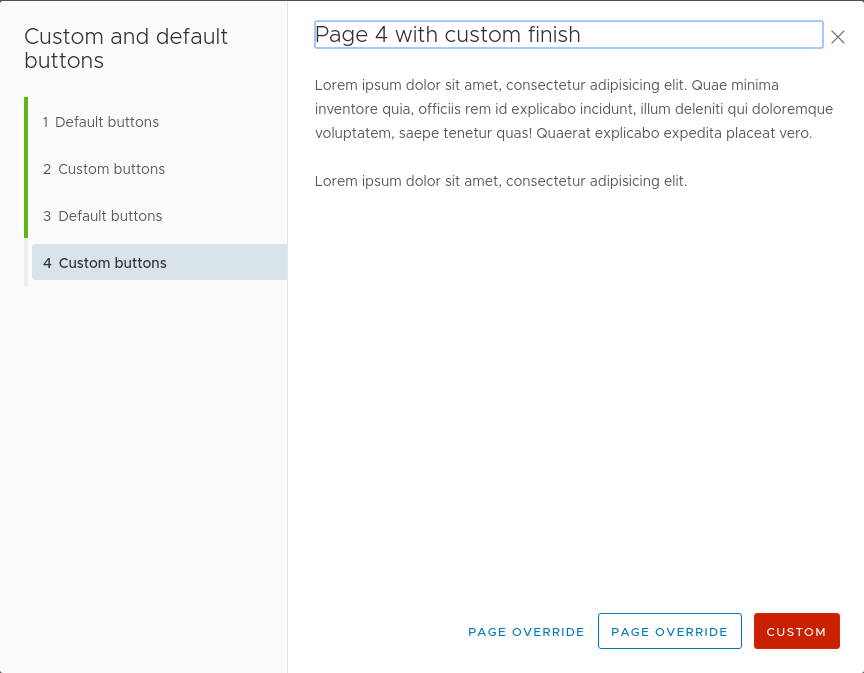 Custom and default
buttons
1 Default buttons
2 Custom buttons
3 Default buttons
4 Custom buttons
Page 4 with custom finish
Lorem ipsum dolor sit amet, consectetur adipisicing elit. Quae minima
inventore quia, officiis rem id explicabo incidunt, illum deleniti qui doloremque
voluptatem, saepe tenetur quas! Quaerat explicabo expedita placeat vero.
Lorem ipsum dolor sit amet, consectetur adipisicing elit.
PAGE OVERRIDE
PAGE OVERRIDE
CUSTOM